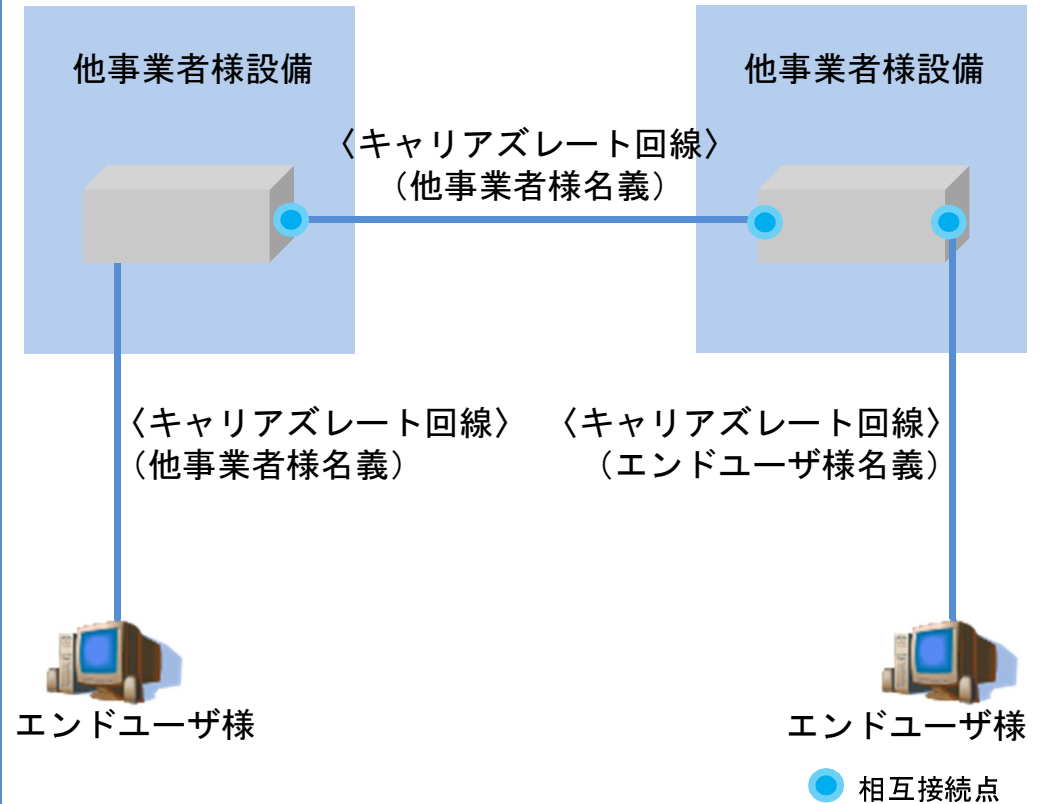 他事業者様設備
他事業者様設備
〈キャリアズレート回線〉
（他事業者様名義）
〈キャリアズレート回線〉
（他事業者様名義）
〈キャリアズレート回線〉
（エンドユーザ様名義）
エンドユーザ様
エンドユーザ様
相互接続点